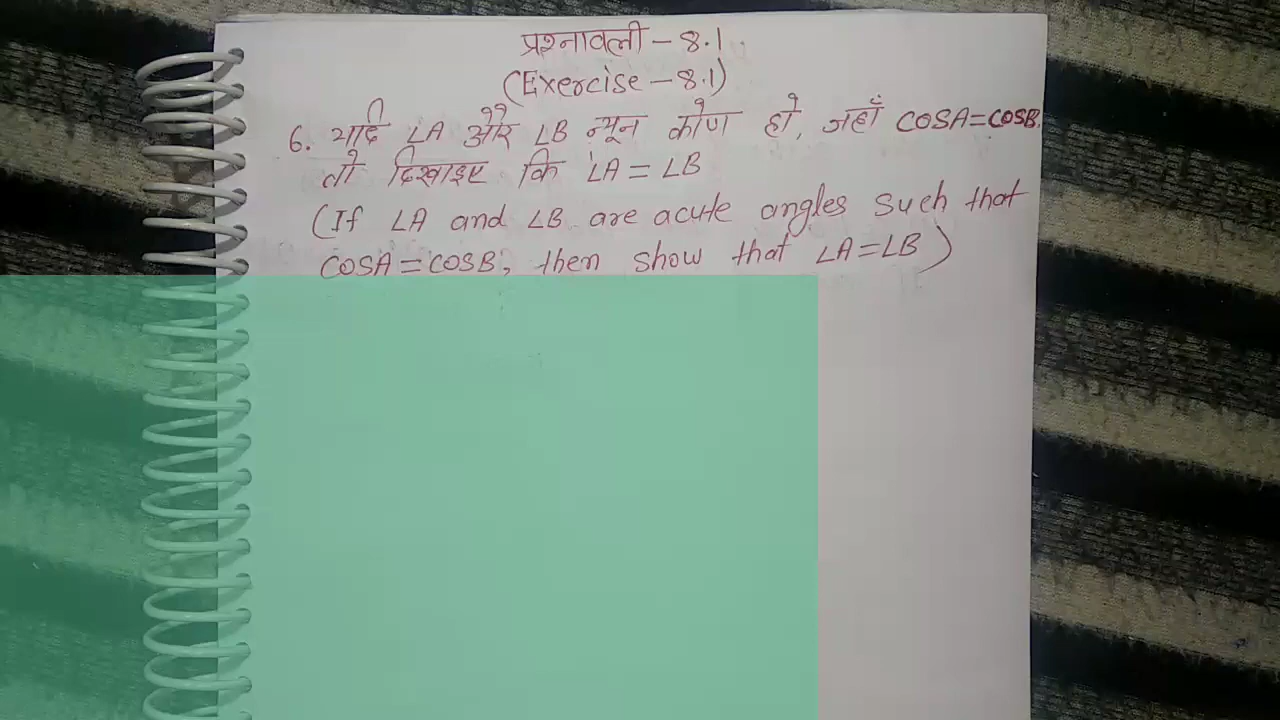 प्रश्नावली - 8.1
(Exercise - 8.1)
6. यदि ∠A और ∠B न्यून कोण हो, जहाँ COSA=COSB,
तो दिखाइए कि ∠A = ∠B
(If ∠A and ∠B are acute angles such that
COSA=COSB, then show that ∠A=∠B)